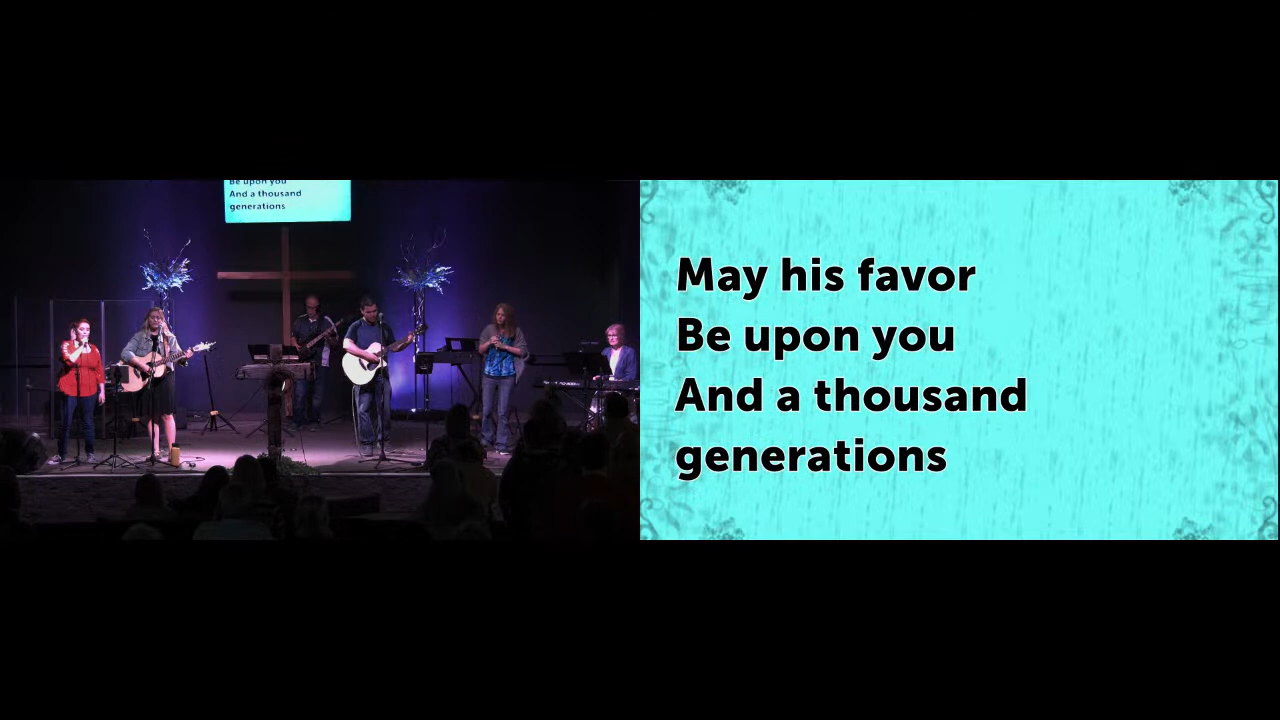 Be upon you
And a thousand
generations
May his favor
Be upon you
And a thousand
generations